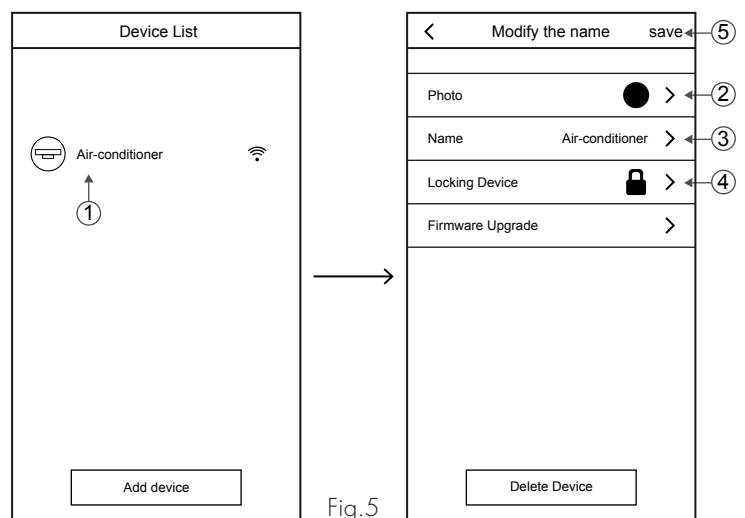 Device List
Air-conditioner
①
Add device
Fig.5
Modify the name save ⑤
Photo ②
Name Air-conditioner ③
Locking Device ④
Firmware Upgrade
Delete Device